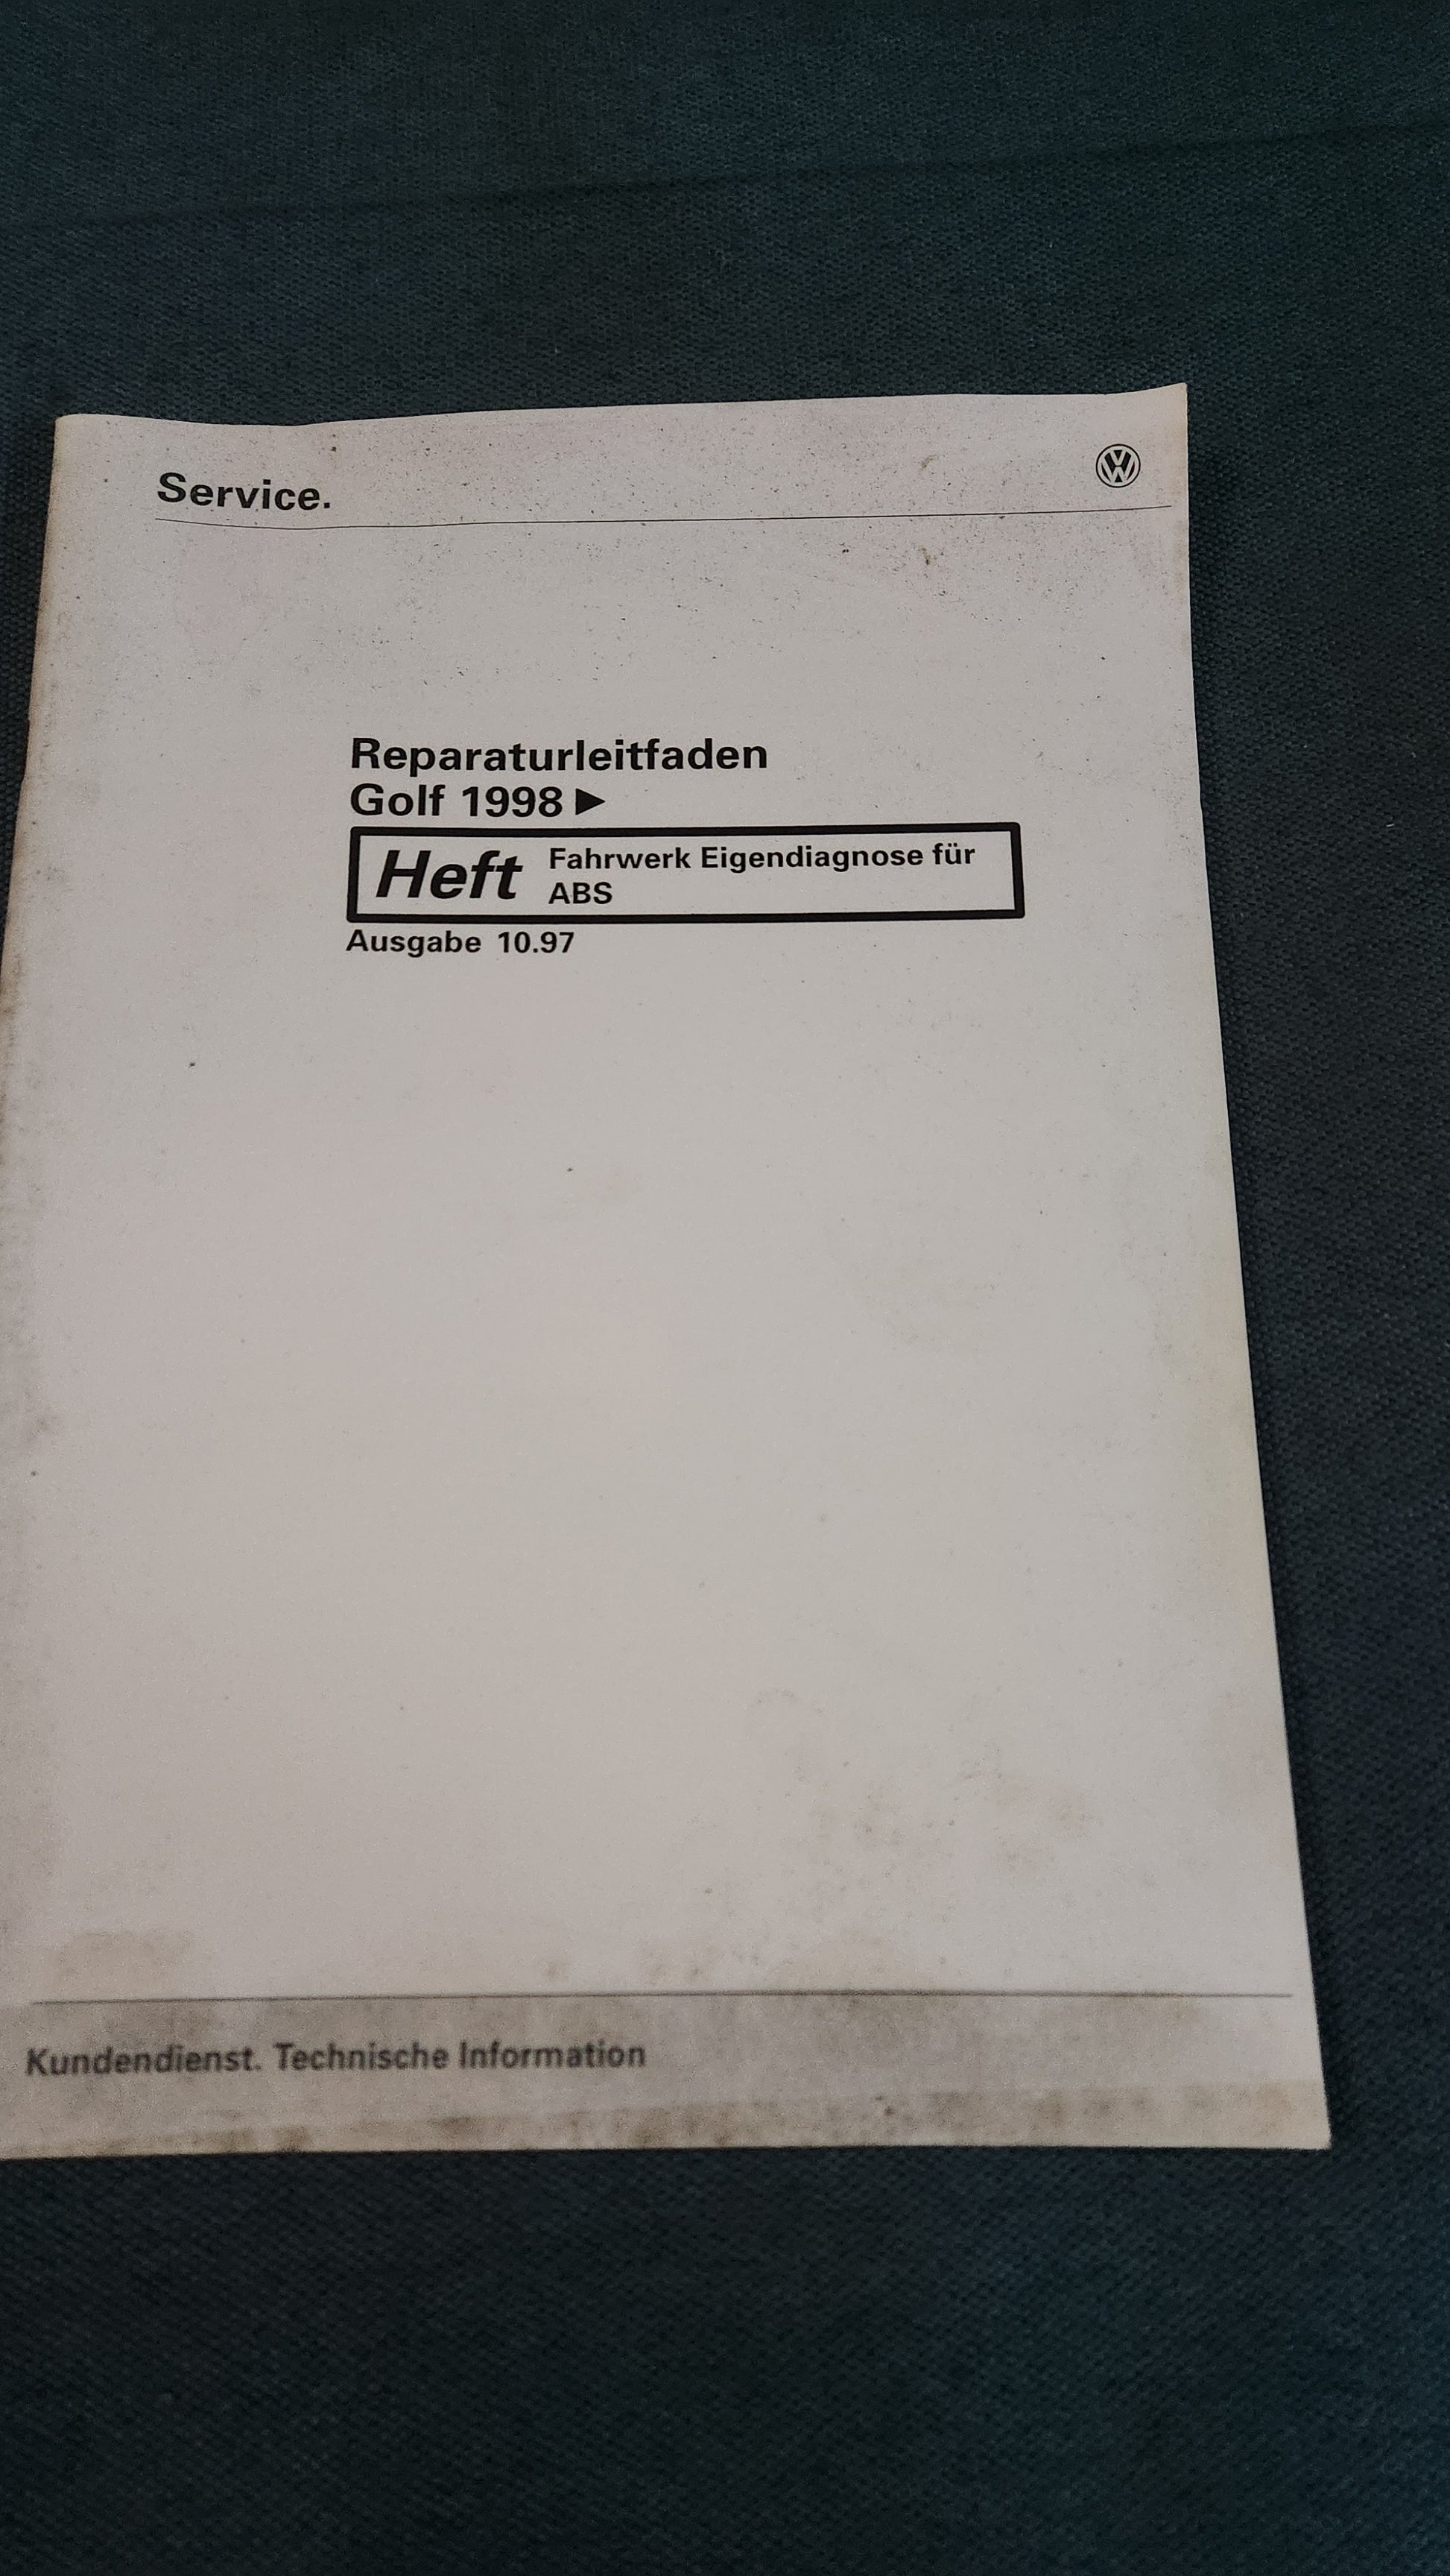 Service.
Reparaturleitfaden
Golf 1998 ►
Heft
Fahrwerk Eigendiagnose für
ABS
Ausgabe 10.97
Kundendienst. Technische Information